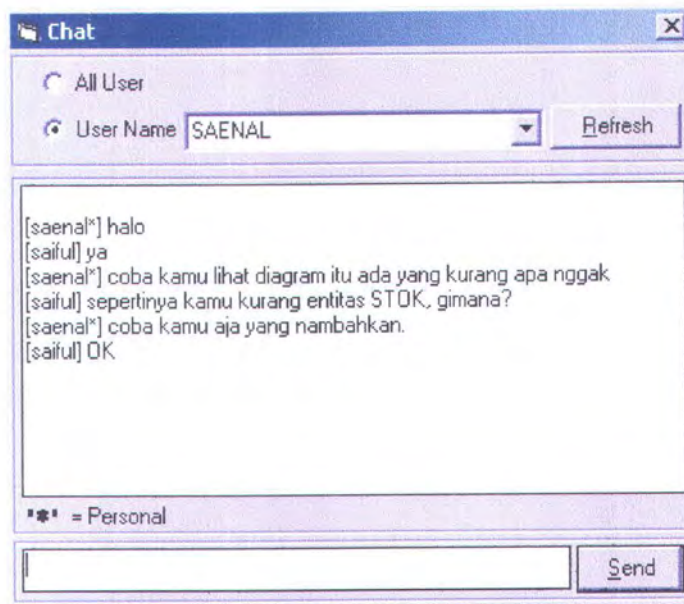 Chat
All User
User Name SAENAL
Refresh
[saenal*] halo
[saiful] ya
[saenal*] coba kamu lihat diagram itu ada yang kurang apa nggak
[saiful] sepertinya kamu kurang entitas STOK, gimana?
[saenal*] coba kamu aja yang nambahkan.
[saiful] OK
'*' = Personal
Send